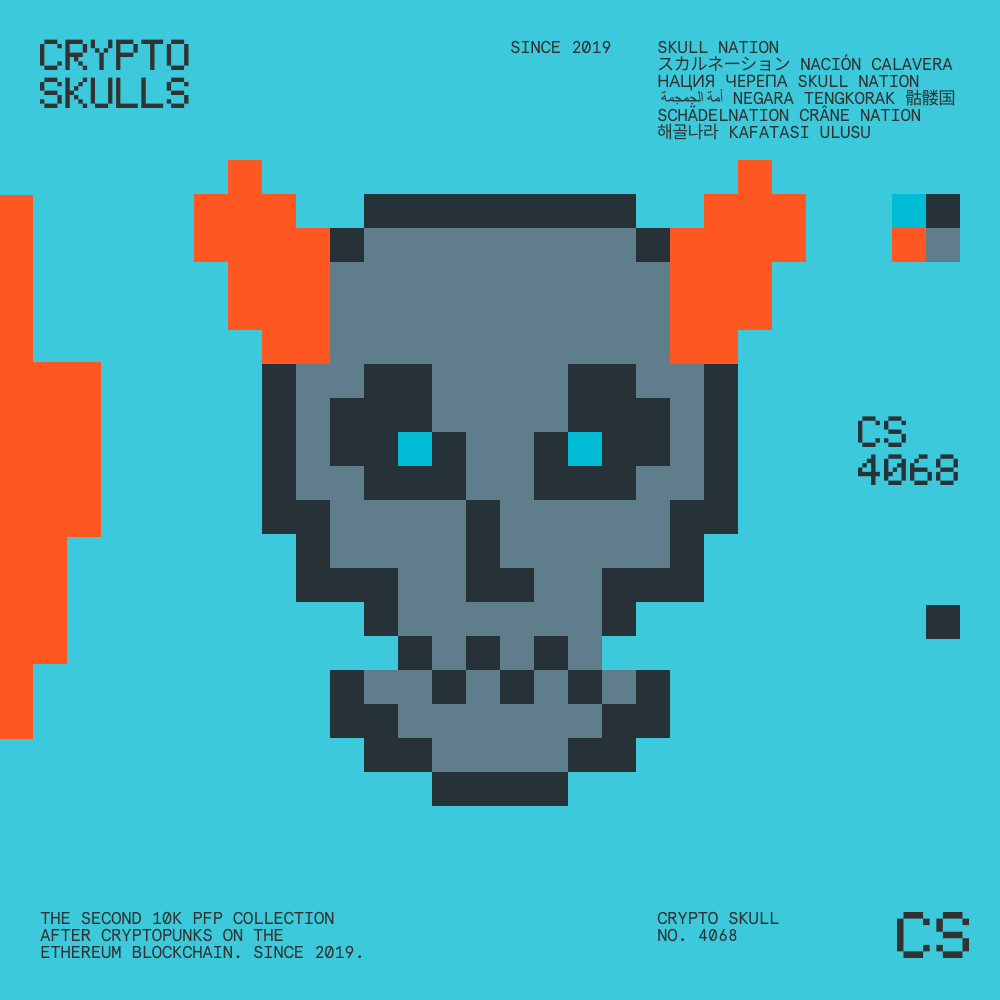 CRYPTO
SKULLS
SINCE 2019
SKULL NATION
スカルネーション NACIÓN CALAVERA
НАЦИЯ ЧЕРЕПА SKULL NATION
أمة الجمجمة NEGARA TENGKORAK 骷髅国
SCHÄDELNATION CRÂNE NATION
해골나라 KAFATASI ULUSU
CS
4068
THE SECOND 10K PFP COLLECTION
AFTER CRYPTOPUNKS ON THE
ETHEREUM BLOCKCHAIN. SINCE 2019.
CRYPTO SKULL
NO. 4068
CS